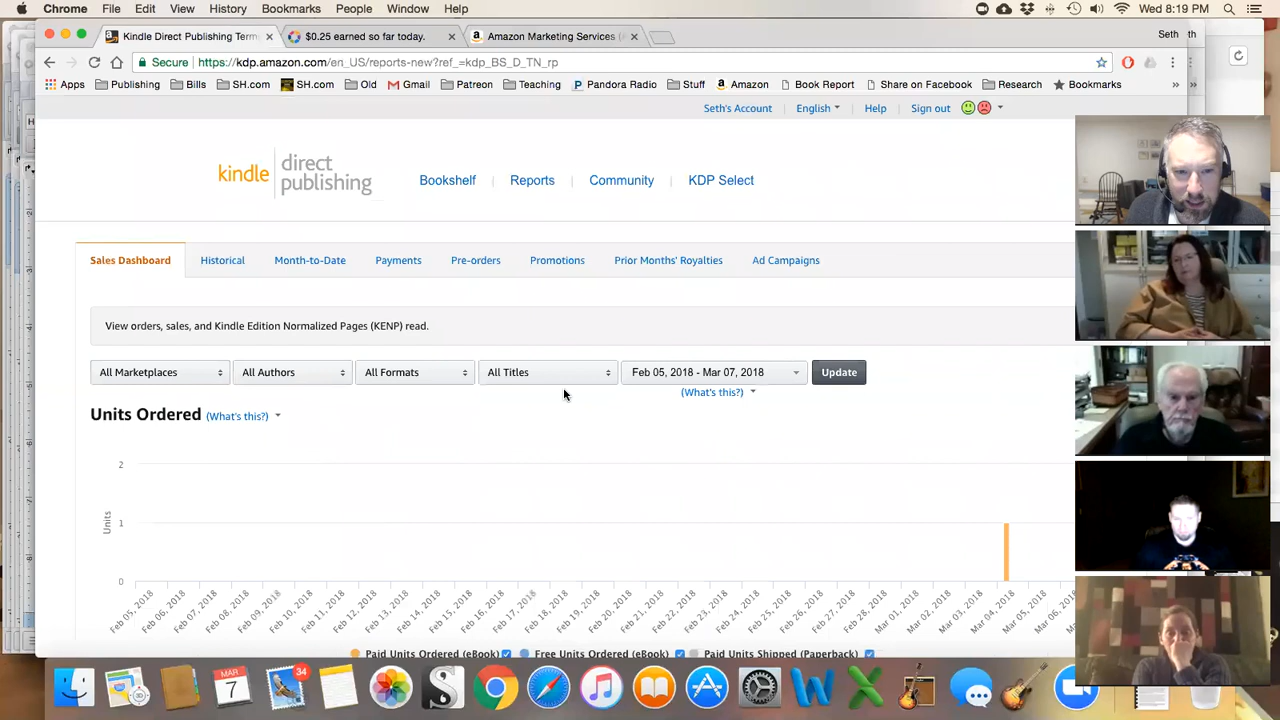 Chrome File Edit View History Bookmarks People Window Help Wed 8:19 PM
Kindle Direct Publishing Term $0.25 earned so far today. Amazon Marketing Services (A Seth
Secure https://kdp.amazon.com/en_US/reports-new?ref_=kdp_BS_D_TN_rp
Apps Publishing Bills SH.com SH.com Old Gmail Patreon Teaching Pandora Radio Stuff Amazon Book Report Share on Facebook Research Bookmarks »
Seth's Account English Help Sign out
kindle direct publishing
Bookshelf Reports Community KDP Select
Sales Dashboard Historical Month-to-Date Payments Pre-orders Promotions Prior Months' Royalties Ad Campaigns
View orders, sales, and Kindle Edition Normalized Pages (KENP) read.
All Marketplaces All Authors All Formats All Titles Feb 05, 2018 - Mar 07, 2018 Update
(What's this?)
Units Ordered (What's this?)
2
1
0
Units
Feb 05, 2018 Feb 06, 2018 Feb 07, 2018 Feb 08, 2018 Feb 09, 2018 Feb 10, 2018 Feb 11, 2018 Feb 12, 2018 Feb 13, 2018 Feb 14, 2018 Feb 15, 2018 Feb 16, 2018 Feb 17, 2018 Feb 18, 2018 Feb 19, 2018 Feb 20, 2018 Feb 21, 2018 Feb 22, 2018 Feb 23, 2018 Feb 24, 2018 Feb 25, 2018 Feb 26, 2018 Feb 27, 2018 Feb 28, 2018 Mar 01, 2018 Mar 02, 2018 Mar 03, 2018 Mar 04, 2018 Mar 05, 2018
Paid Units Ordered (eBook) Free Units Ordered (eBook) Paid Units Shipped (Paperback)
MAR
7
34